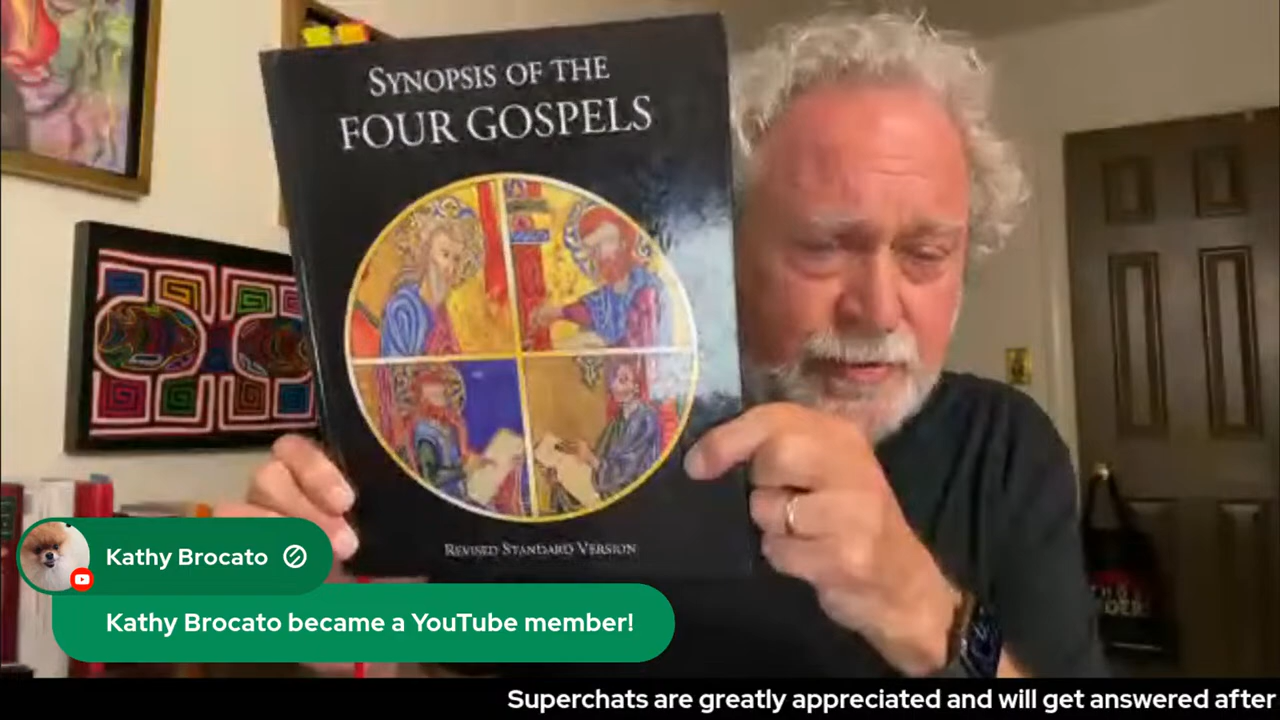 SYNOPSIS OF THE
FOUR GOSPELS
REVISED STANDARD VERSION
Kathy Brocato
Kathy Brocato became a YouTube member!
Superchats are greatly appreciated and will get answered after